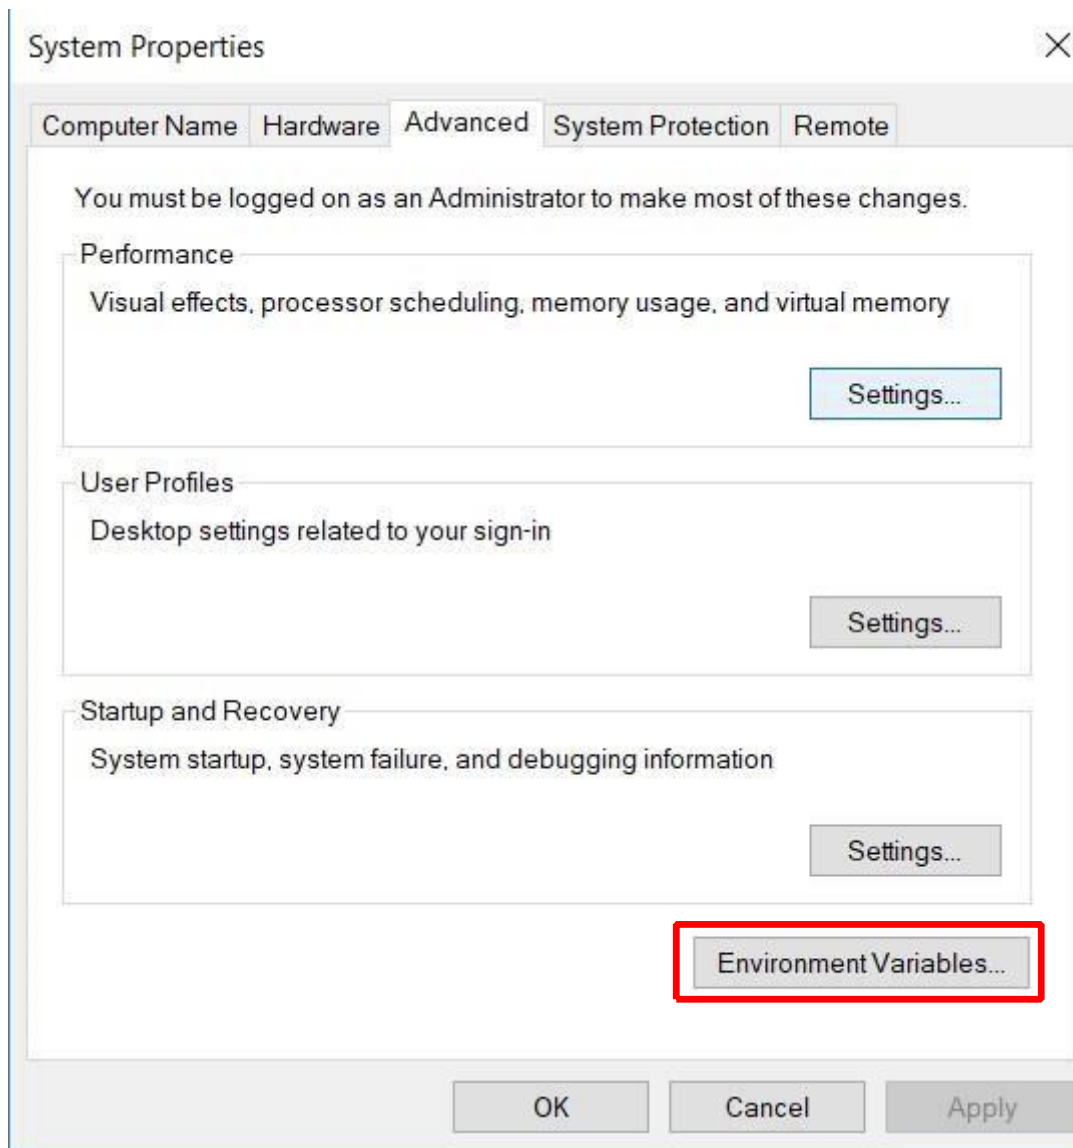 System Properties
Computer Name Hardware Advanced System Protection Remote
You must be logged on as an Administrator to make most of these changes.
Performance
Visual effects, processor scheduling, memory usage, and virtual memory
Settings...
User Profiles
Desktop settings related to your sign-in
Settings...
Startup and Recovery
System startup, system failure, and debugging information
Settings...
Environment Variables...
OK Cancel Apply